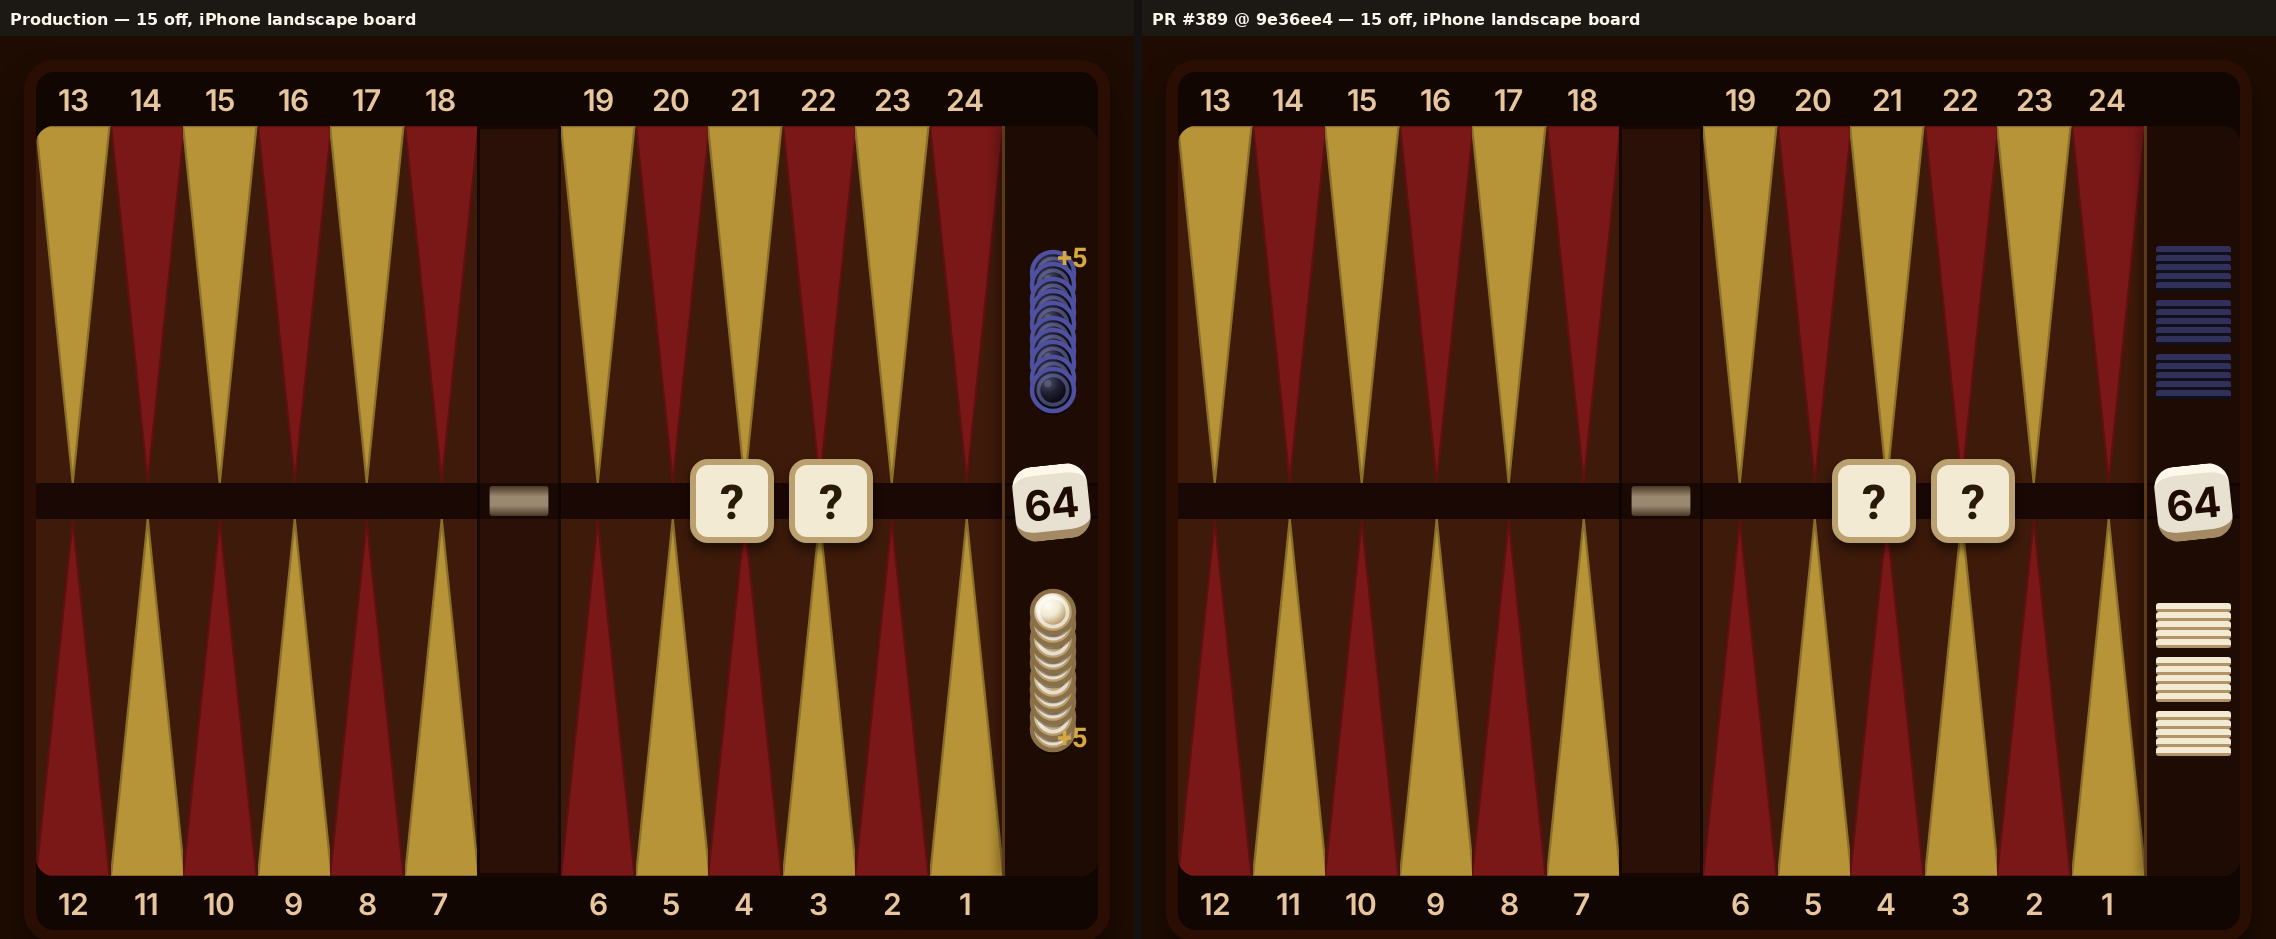 Production — 15 off, iPhone landscape board
13 14 15 16 17 18 19 20 21 22 23 24
+5
? ? 64
+5
12 11 10 9 8 7 6 5 4 3 2 1
PR #389 @ 9e36ee4 — 15 off, iPhone landscape board
13 14 15 16 17 18 19 20 21 22 23 24
? ? 64
12 11 10 9 8 7 6 5 4 3 2 1